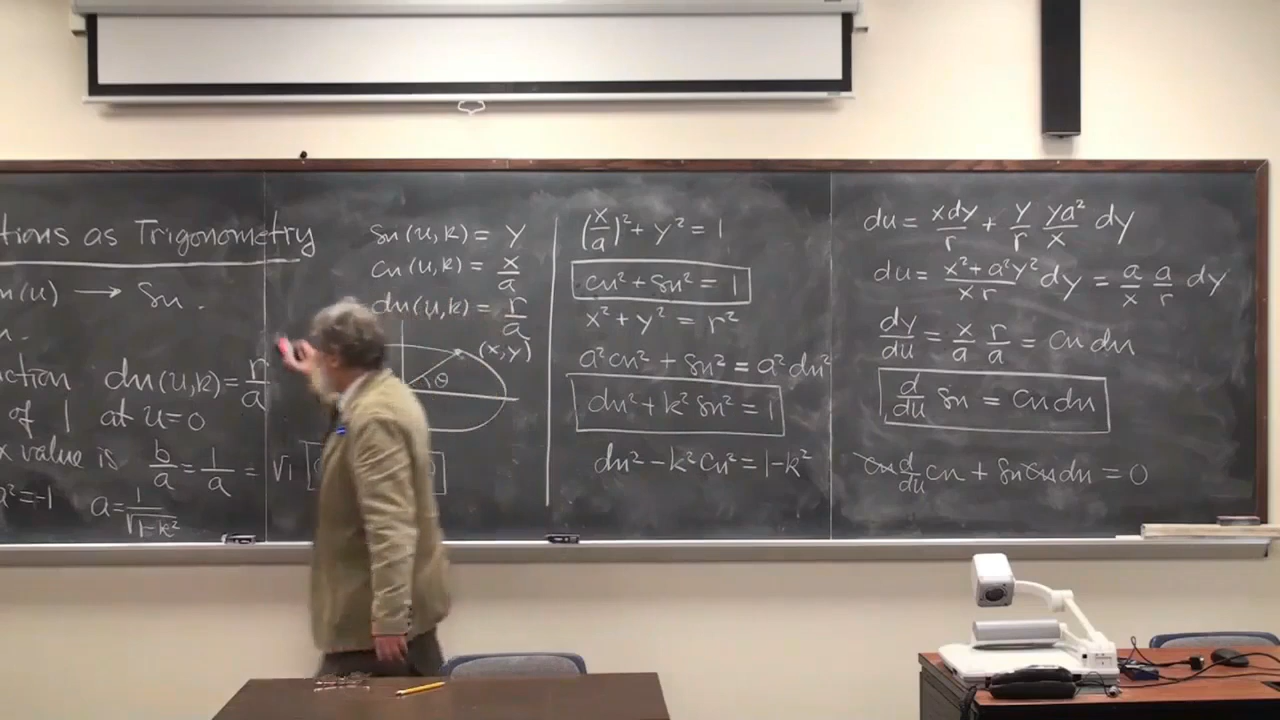 tions as Trigonometry
n(u) → Sn.
n.
ction dn(u,k) = r/a
of 1 at u=0
x value is b/a = 1/a = √1
a²=-1 a = 1/√1-k²
sn(u,k) = y
cn(u,k) = x/a
dn(u,k) = r/a
(x,y)
θ
(x/a)² + y² = 1
cn² + sn² = 1
x² + y² = r²
a²cn² + sn² = a²dn²
dn² + k²sn² = 1
dn² - k²cn² = 1-k²
du = xdy/r + y/r ya²/x dy
du = x²+a²y²/xr dy = a/x a/r dy
dy/du = x/a r/a = cn dn
d/du sn = cn dn
cn d/du cn + sn cn dn = 0